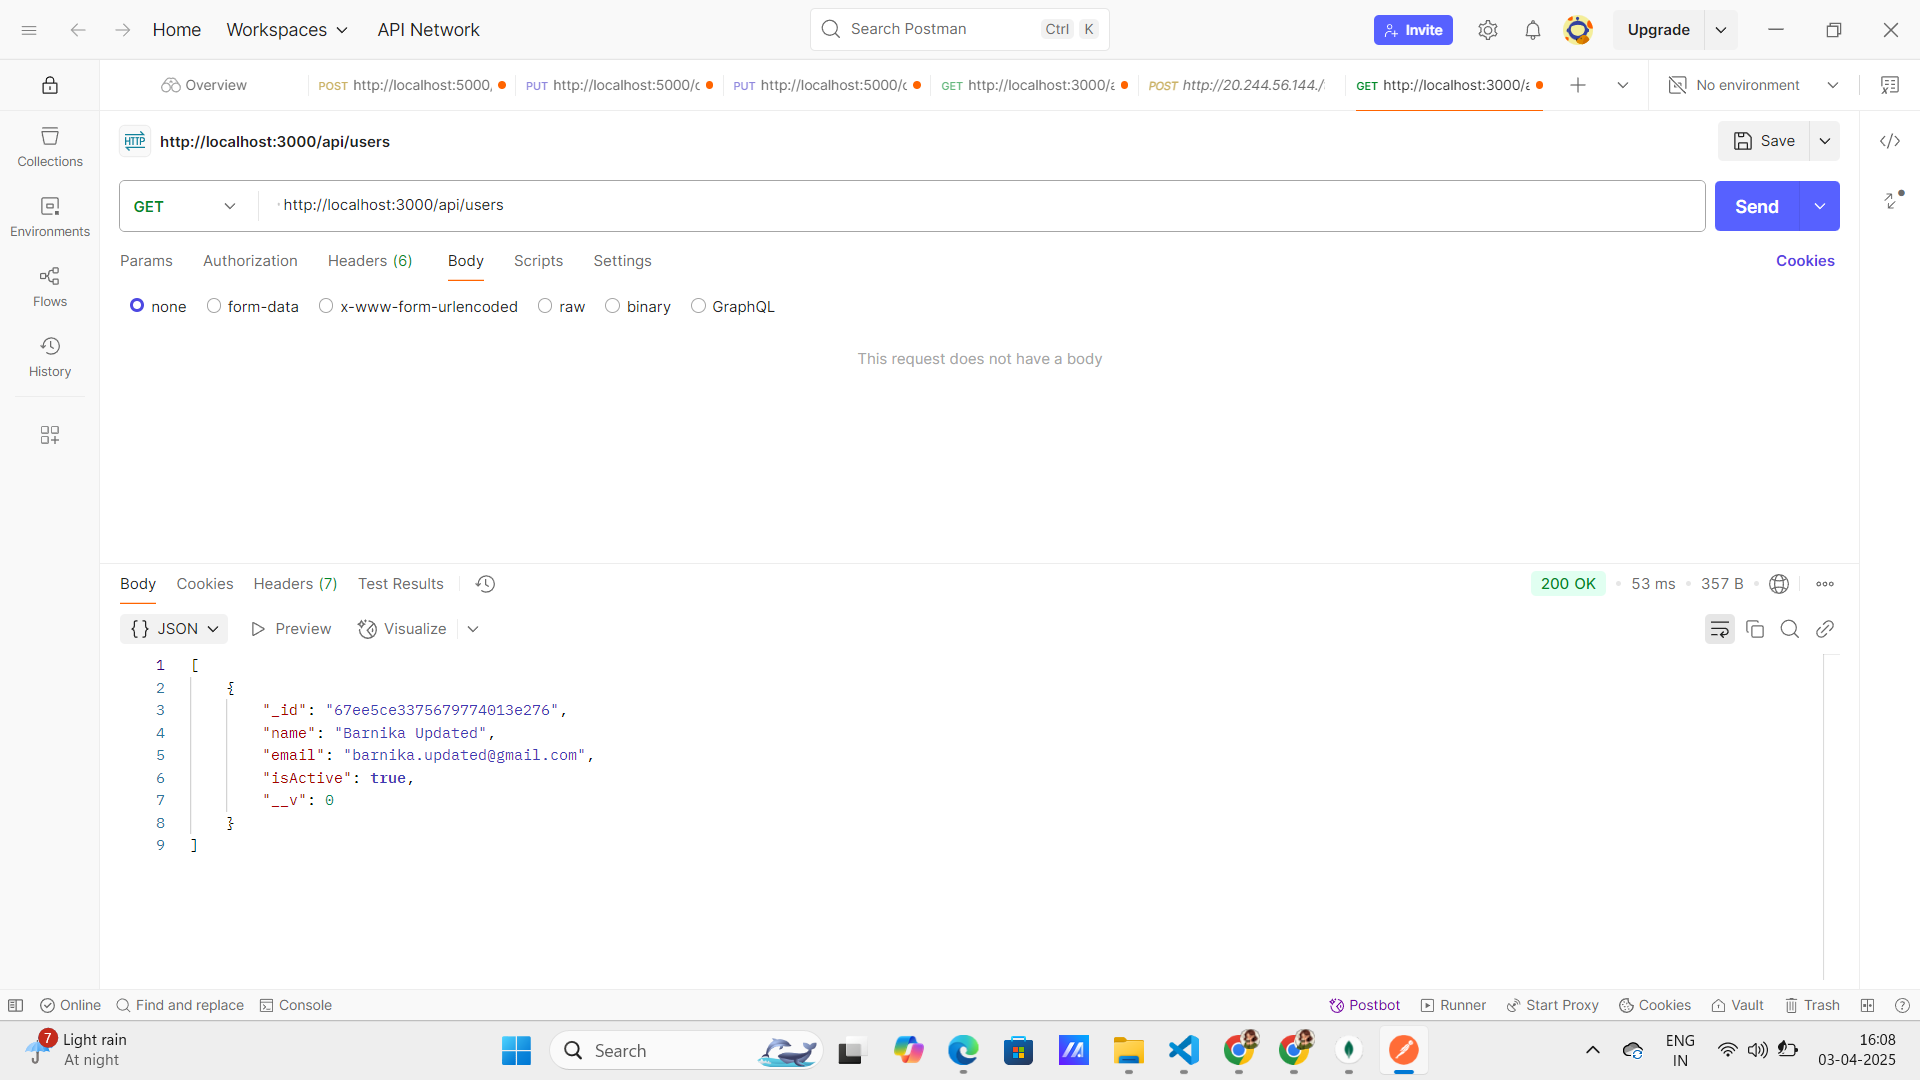 Home Workspaces API Network Search Postman Ctrl K Invite Upgrade
Overview POST http://localhost:5000, PUT http://localhost:5000/c PUT http://localhost:5000/c GET http://localhost:3000/a POST http://20.244.56.144./ GET http://localhost:3000/a No environment
HTTP http://localhost:3000/api/users Save
Collections
GET http://localhost:3000/api/users Send
Environments
Params Authorization Headers (6) Body Scripts Settings Cookies
Flows
none form-data x-www-form-urlencoded raw binary GraphQL
This request does not have a body
History
Body Cookies Headers (7) Test Results 200 OK 53 ms 357 B
{} JSON Preview Visualize
1 [
2 {
3 "_id": "67ee5ce3375679774013e276",
4 "name": "Barnika Updated",
5 "email": "barnika.updated@gmail.com",
6 "isActive": true,
7 "__v": 0
8 }
9 ]
Online Find and replace Console Postbot Runner Start Proxy Cookies Vault Trash
7 Light rain
At night
Search
ENG
IN
16:08
03-04-2025